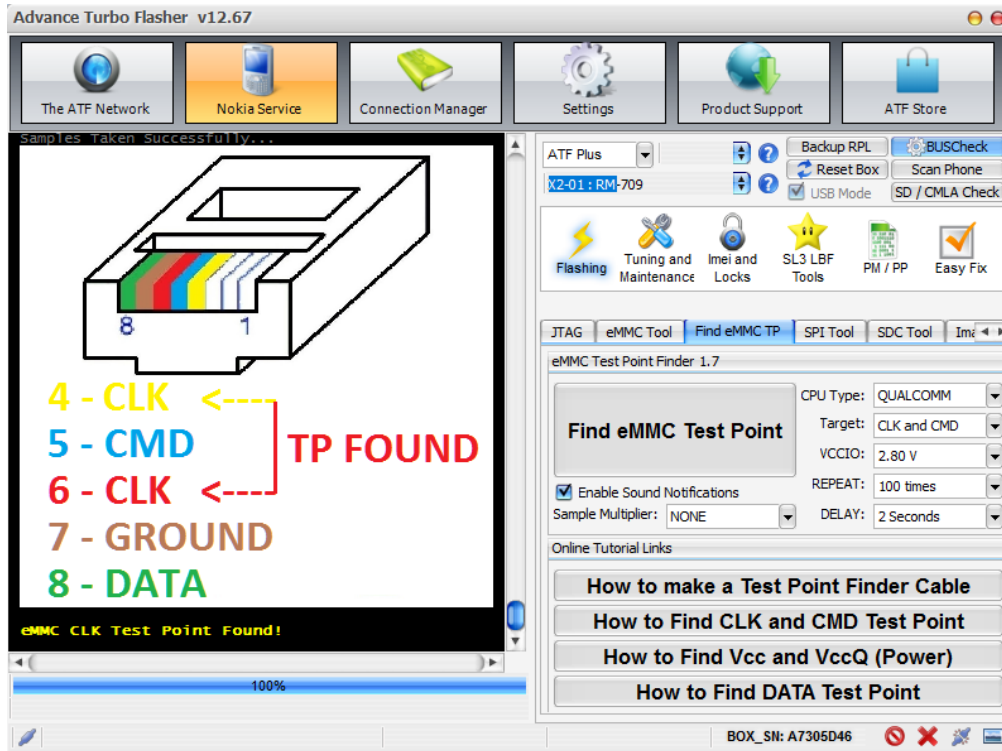 Advance Turbo Flasher v12.67
The ATF Network
Nokia Service
Connection Manager
Settings
Product Support
ATF Store
Samples Taken Successfully...
8 1
4 - CLK <----
5 - CMD
TP FOUND
6 - CLK <----
7 - GROUND
8 - DATA
eMMC CLK Test Point Found!
100%
ATF Plus
X2-01 : RM-709
Backup RPL
BUSCheck
Reset Box
Scan Phone
USB Mode
SD / CMLA Check
Flashing
Tuning and
Maintenance
Imei and
Locks
SL3 LBF
Tools
PM / PP
Easy Fix
JTAG
eMMC Tool
Find eMMC TP
SPI Tool
SDC Tool
eMMC Test Point Finder 1.7
Find eMMC Test Point
CPU Type: QUALCOMM
Target: CLK and CMD
VCCIO: 2.80 V
REPEAT: 100 times
DELAY: 2 Seconds
Enable Sound Notifications
Sample Multiplier: NONE
Online Tutorial Links
How to make a Test Point Finder Cable
How to Find CLK and CMD Test Point
How to Find Vcc and VccQ (Power)
How to Find DATA Test Point
BOX_SN: A7305D46